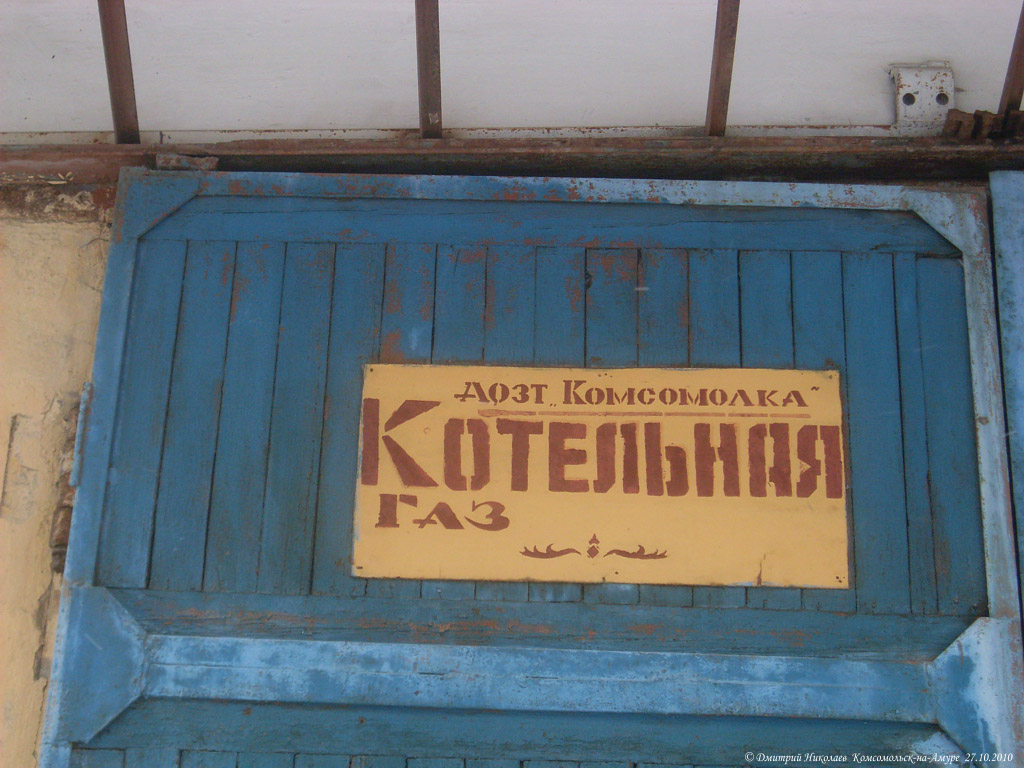 ДОЗТ „Комсомолка“
Котельная
Газ
© Дмитрий Николаев Комсомольск-на-Амуре 27.10.2010